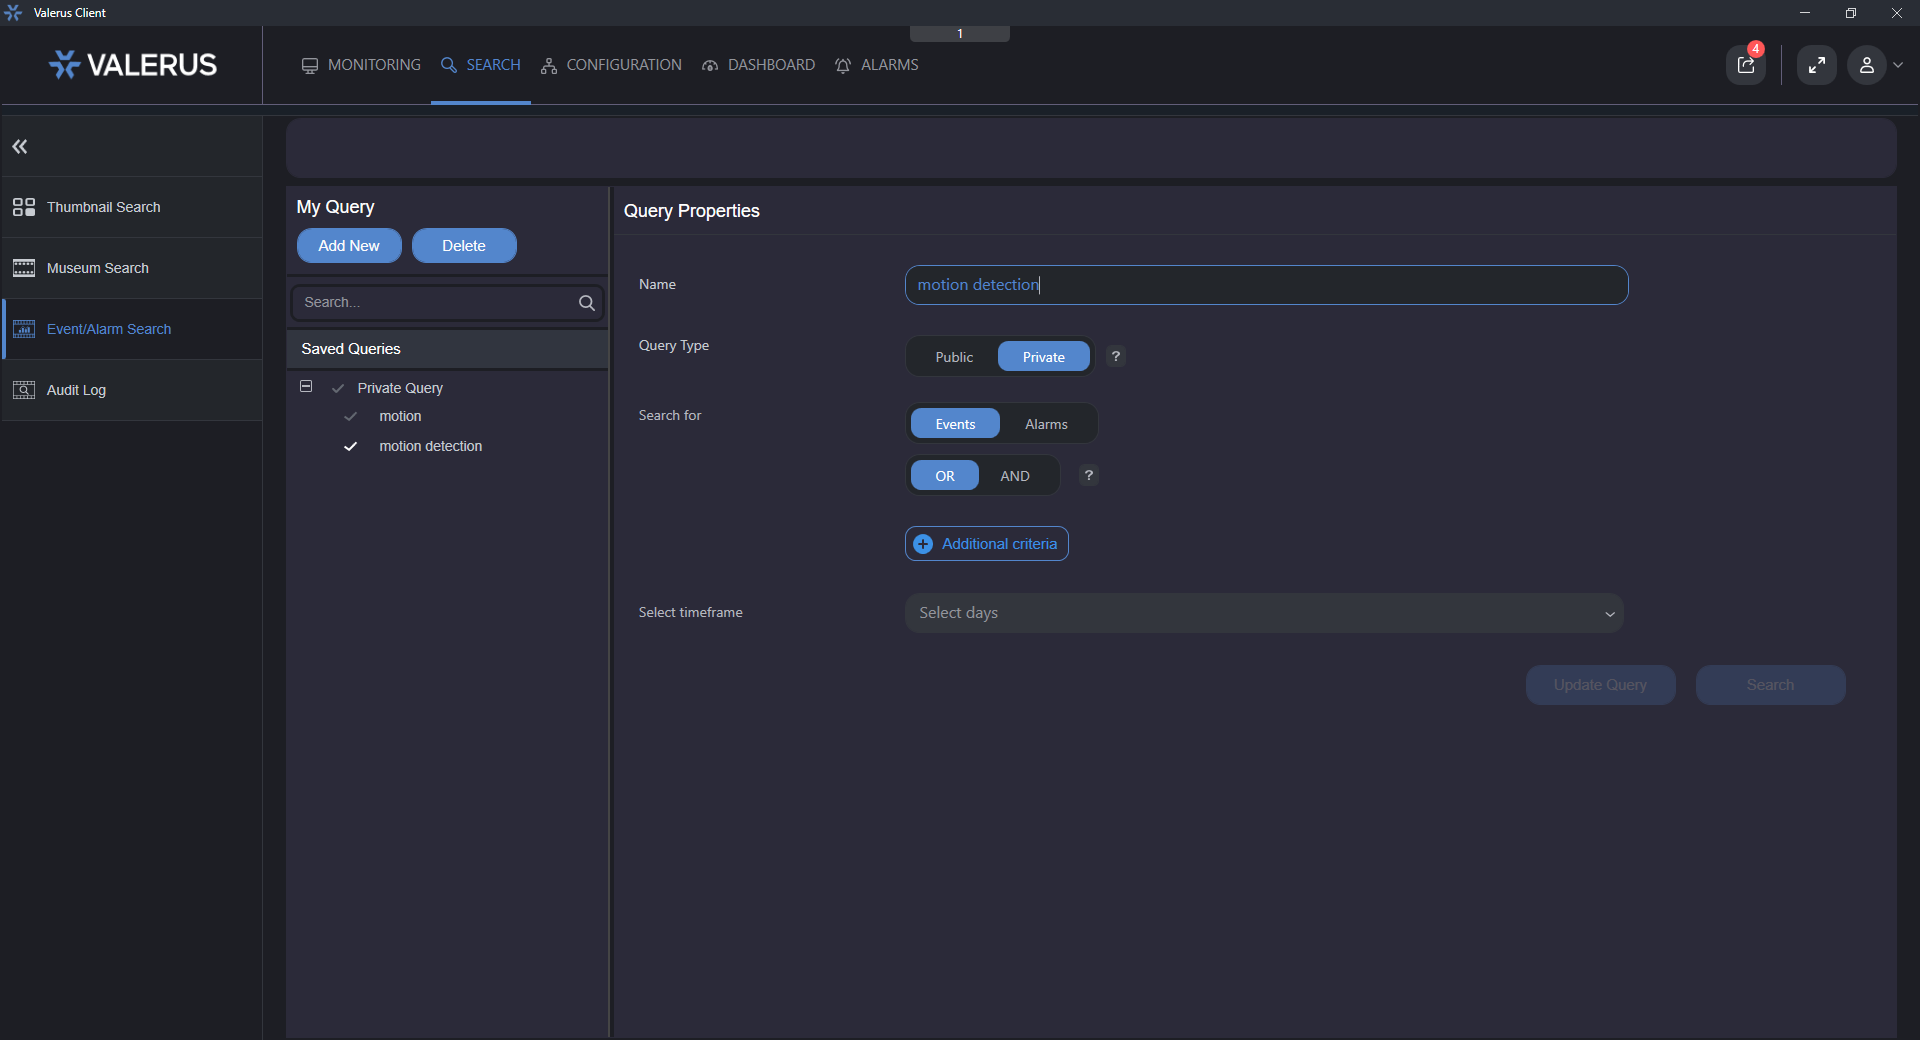 Valerus Client
1
VALERUS
MONITORING
SEARCH
CONFIGURATION
DASHBOARD
ALARMS
4
Thumbnail Search
Museum Search
Event/Alarm Search
Audit Log
My Query
Add New
Delete
Search...
Saved Queries
Private Query
motion
motion detection
Query Properties
Name
motion detection
Query Type
Public
Private
?
Search for
Events
Alarms
OR
AND
?
Additional criteria
Select timeframe
Select days
Update Query
Search